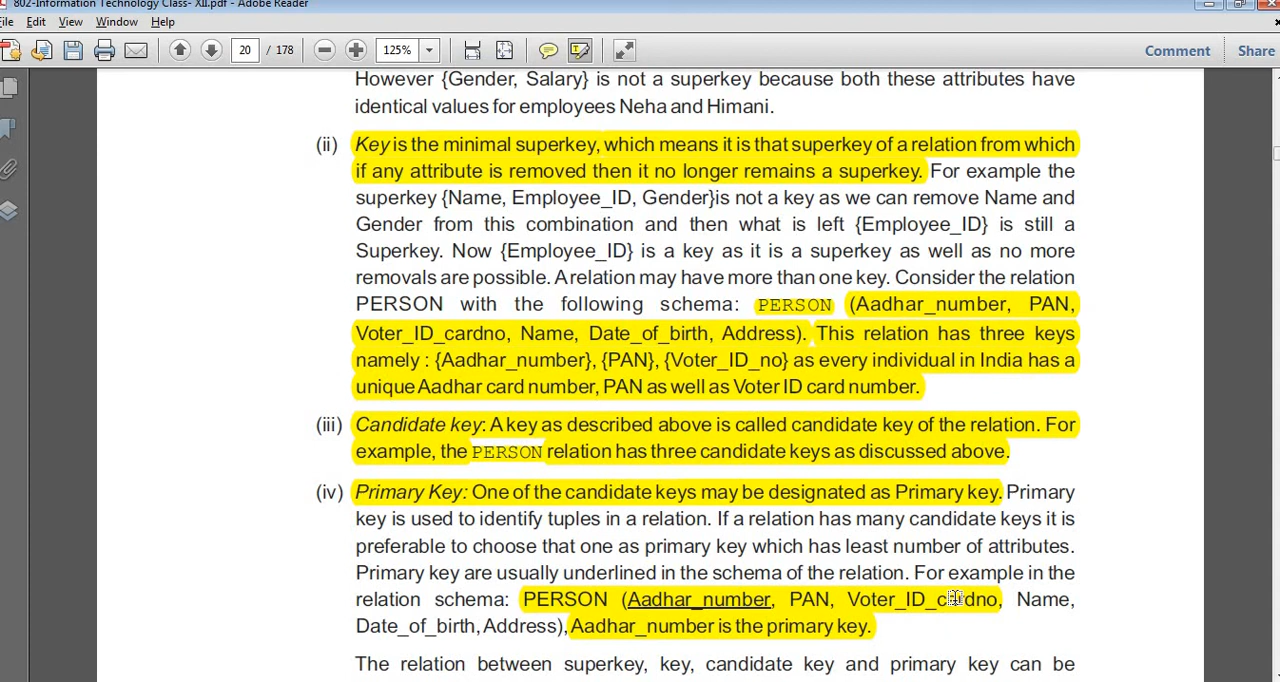 802-Information Technology Class- XII.pdf - Adobe Reader
File Edit View Window Help
20 / 178 125% Comment Share
However {Gender, Salary} is not a superkey because both these attributes have
identical values for employees Neha and Himani.
(ii) Key is the minimal superkey, which means it is that superkey of a relation from which
if any attribute is removed then it no longer remains a superkey. For example the
superkey {Name, Employee_ID, Gender}is not a key as we can remove Name and
Gender from this combination and then what is left {Employee_ID} is still a
Superkey. Now {Employee_ID} is a key as it is a superkey as well as no more
removals are possible. A relation may have more than one key. Consider the relation
PERSON with the following schema: PERSON (Aadhar_number, PAN,
Voter_ID_cardno, Name, Date_of_birth, Address). This relation has three keys
namely : {Aadhar_number}, {PAN}, {Voter_ID_no} as every individual in India has a
unique Aadhar card number, PAN as well as Voter ID card number.
(iii) Candidate key: A key as described above is called candidate key of the relation. For
example, the PERSON relation has three candidate keys as discussed above.
(iv) Primary Key: One of the candidate keys may be designated as Primary key. Primary
key is used to identify tuples in a relation. If a relation has many candidate keys it is
preferable to choose that one as primary key which has least number of attributes.
Primary key are usually underlined in the schema of the relation. For example in the
relation schema: PERSON (Aadhar_number, PAN, Voter_ID_cardno, Name,
Date_of_birth, Address), Aadhar_number is the primary key.
The relation between superkey, key, candidate key and primary key can be